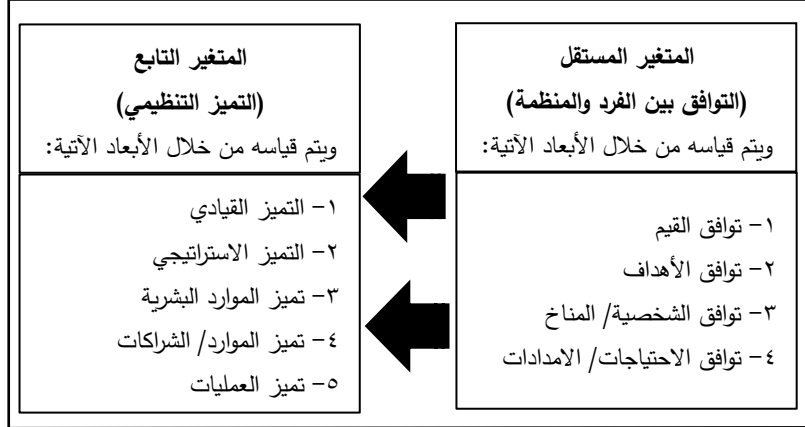 المتغير المستقل
(التوافق بين الفرد والمنظمة)
ويتم قياسه من خلال الأبعاد الآتية:
١- توافق القيم
٢- توافق الأهداف
٣- توافق الشخصية/ المناخ
٤- توافق الاحتياجات/ الامدادات
المتغير التابع
(التميز التنظيمي)
ويتم قياسه من خلال الأبعاد الآتية:
١- التميز القيادي
٢- التميز الاستراتيجي
٣- تميز الموارد البشرية
٤- تميز الموارد/ الشراكات
٥- تميز العمليات